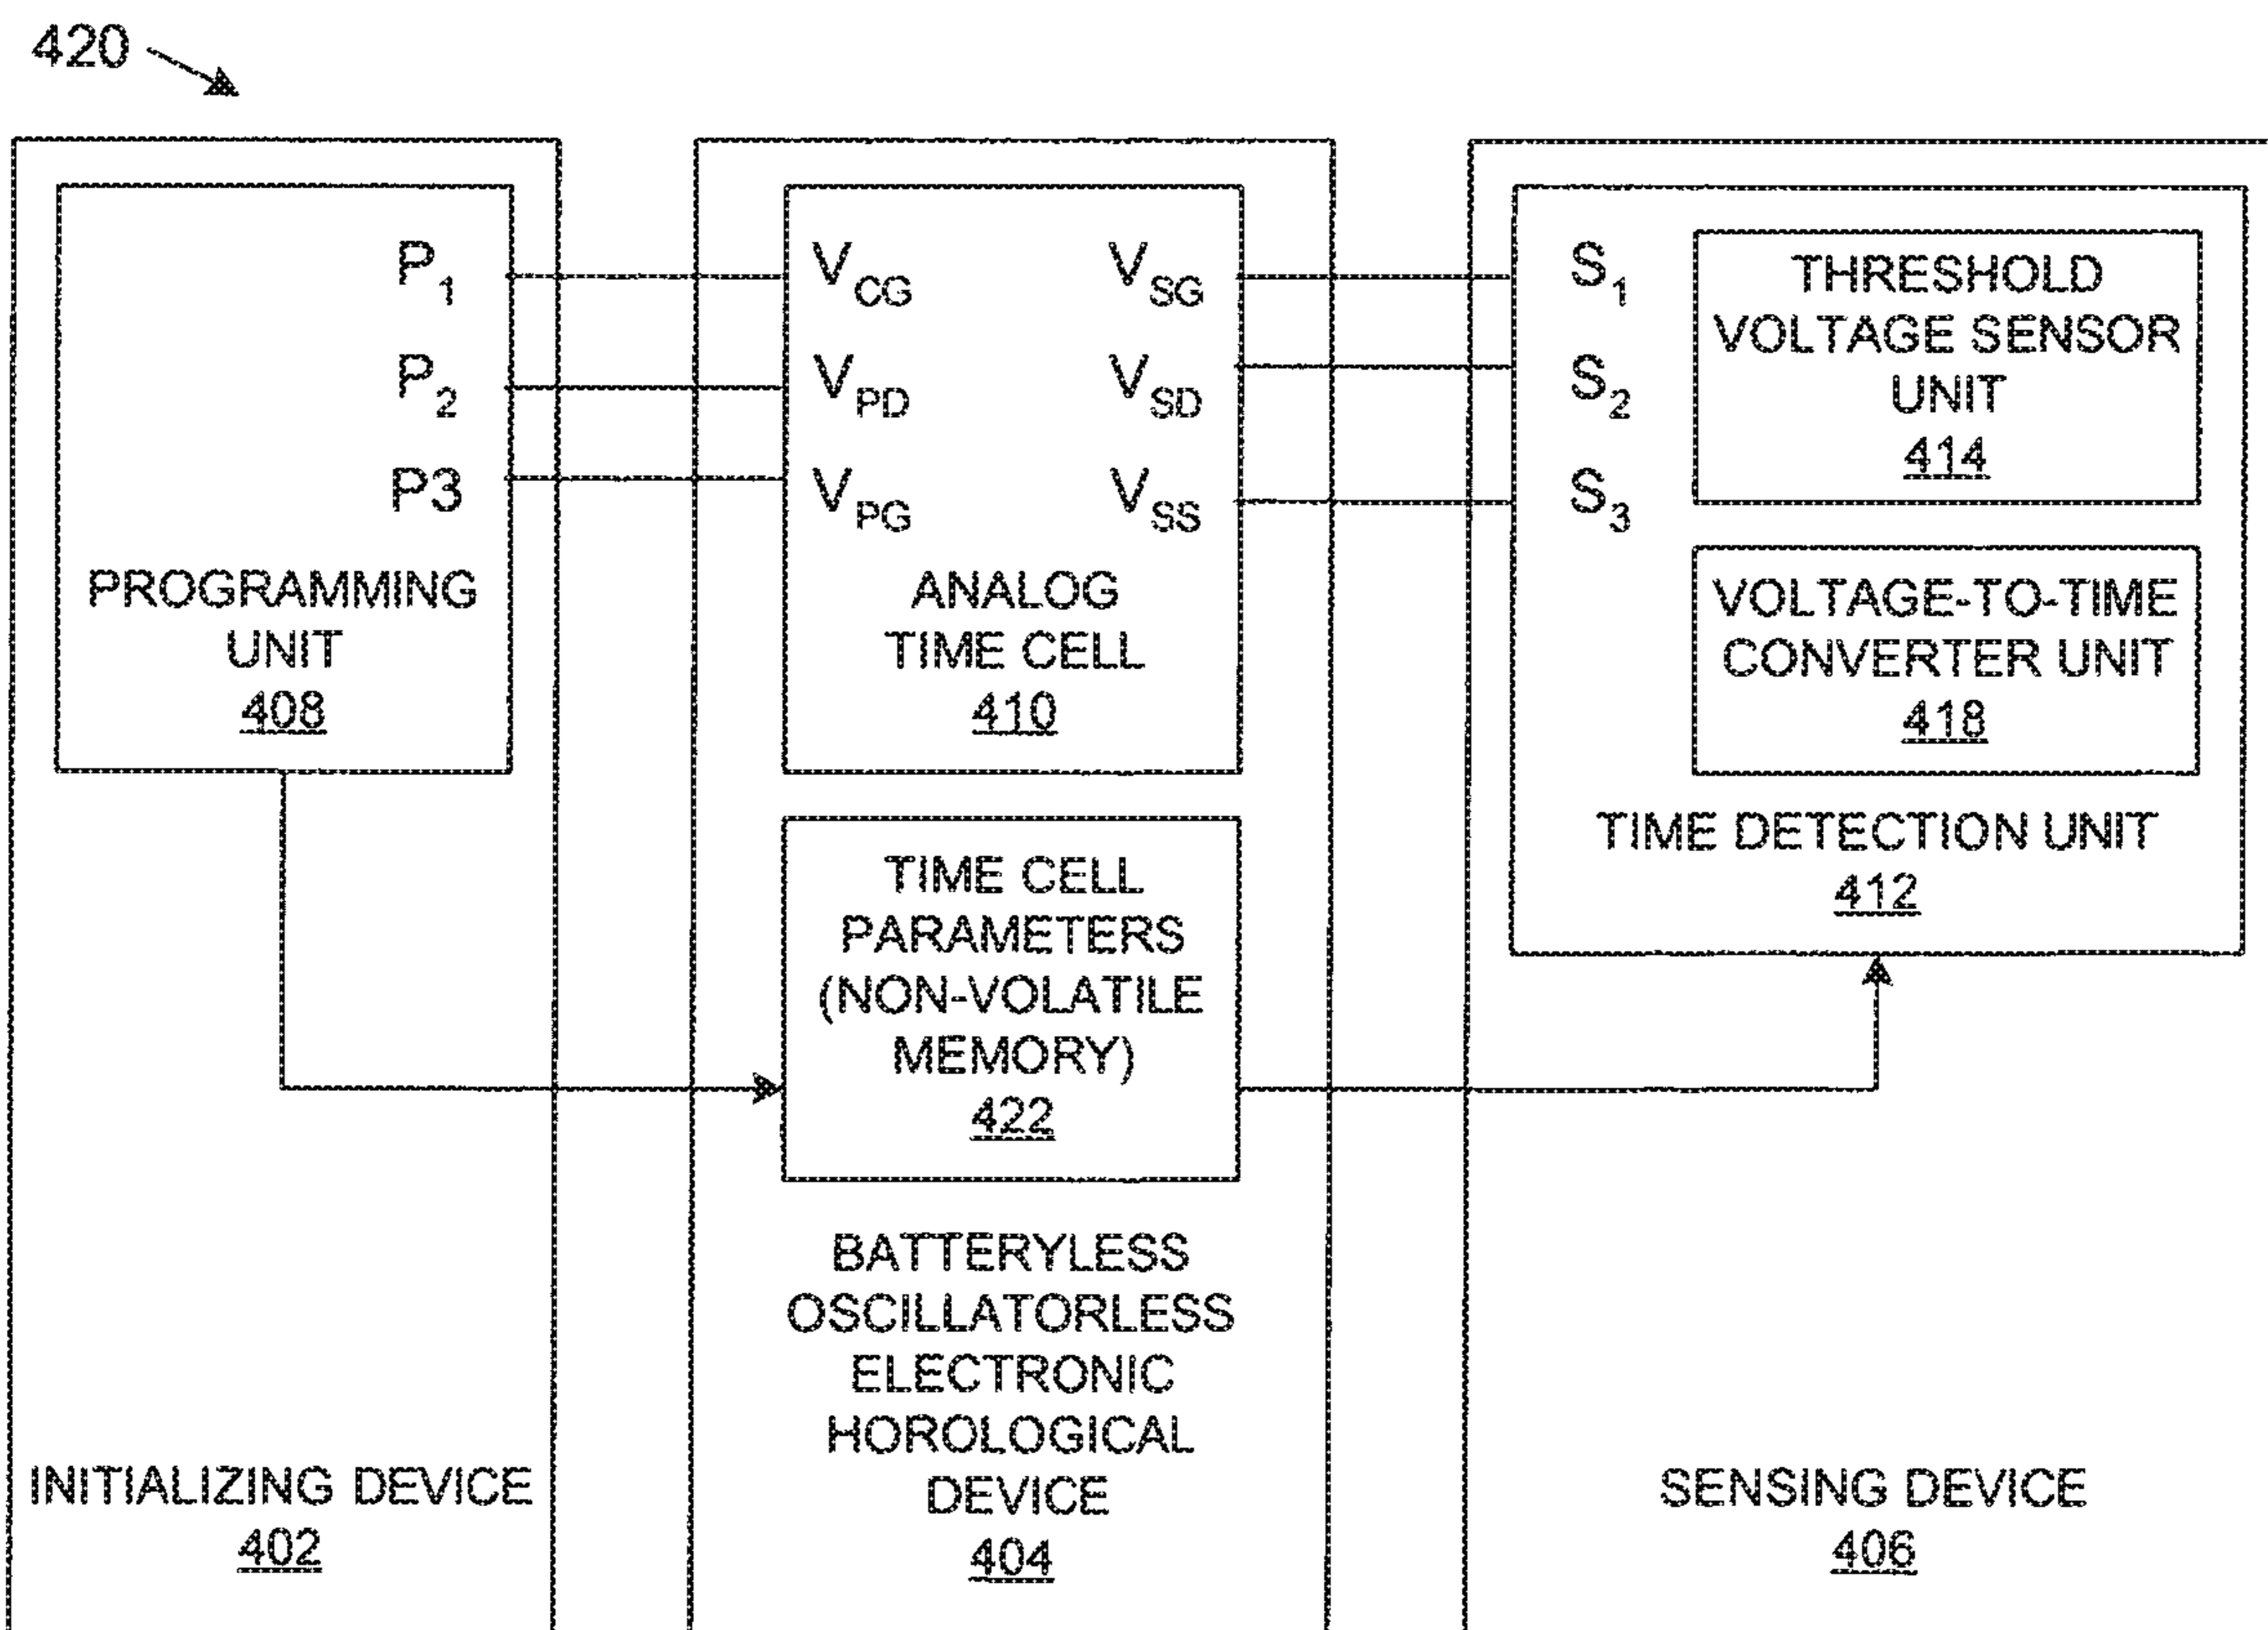 420
P1
P2
P3
PROGRAMMING
UNIT
408
INITIALIZING DEVICE
402
VCG
VPD
VPG
VSG
VSD
VSS
ANALOG
TIME CELL
410
TIME CELL
PARAMETERS
(NON-VOLATILE
MEMORY)
422
BATTERYLESS
OSCILLATORLESS
ELECTRONIC
HOROLOGICAL
DEVICE
404
S1
S2
S3
THRESHOLD
VOLTAGE SENSOR
UNIT
414
VOLTAGE-TO-TIME
CONVERTER UNIT
418
TIME DETECTION UNIT
412
SENSING DEVICE
406